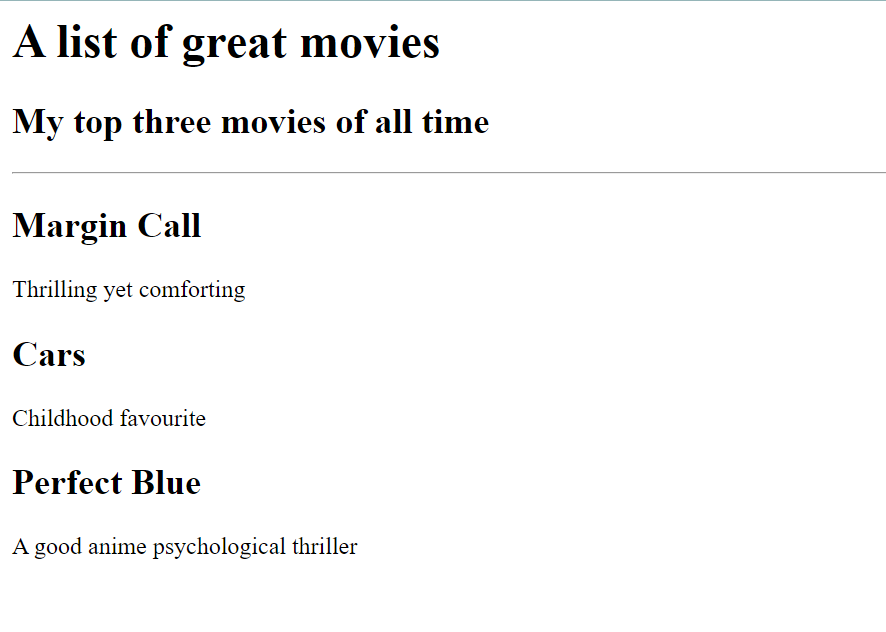 A list of great movies
My top three movies of all time
Margin Call
Thrilling yet comforting
Cars
Childhood favourite
Perfect Blue
A good anime psychological thriller